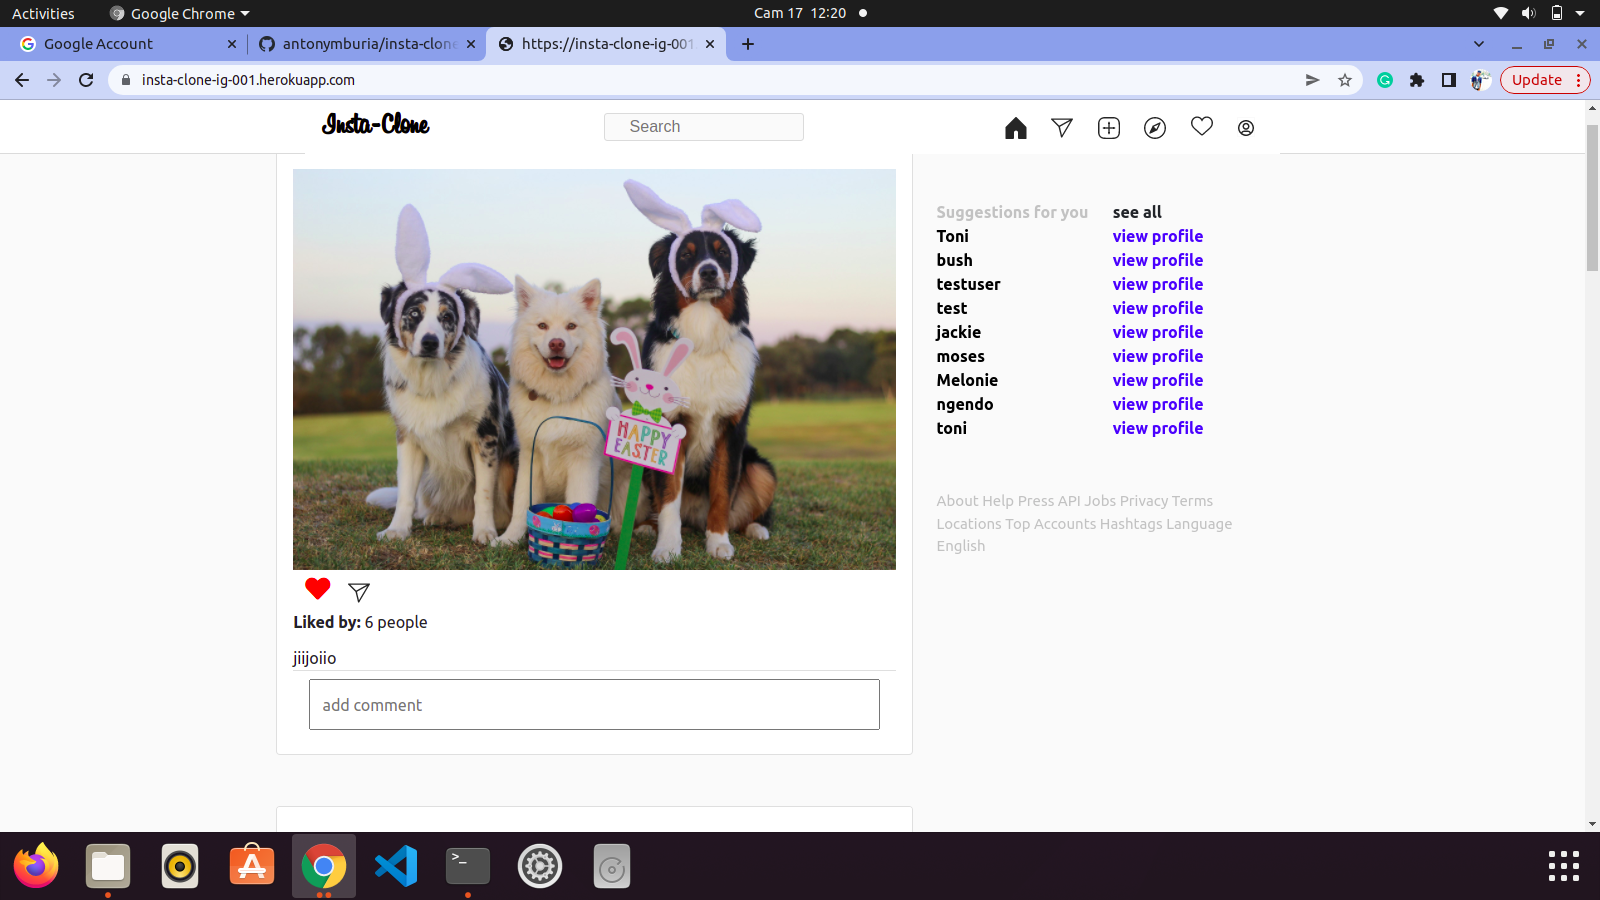 Activities
Google Chrome
Cam 17 12:20
Google Account
antonymburia/insta-clone
https://insta-clone-ig-001
insta-clone-ig-001.herokuapp.com
Update
Insta-Clone
Search
HAPPY
EASTER
Liked by: 6 people
jiijoiio
add comment
Suggestions for you see all
Toni view profile
bush view profile
testuser view profile
test view profile
jackie view profile
moses view profile
Melonie view profile
ngendo view profile
toni view profile
About Help Press API Jobs Privacy Terms
Locations Top Accounts Hashtags Language
English